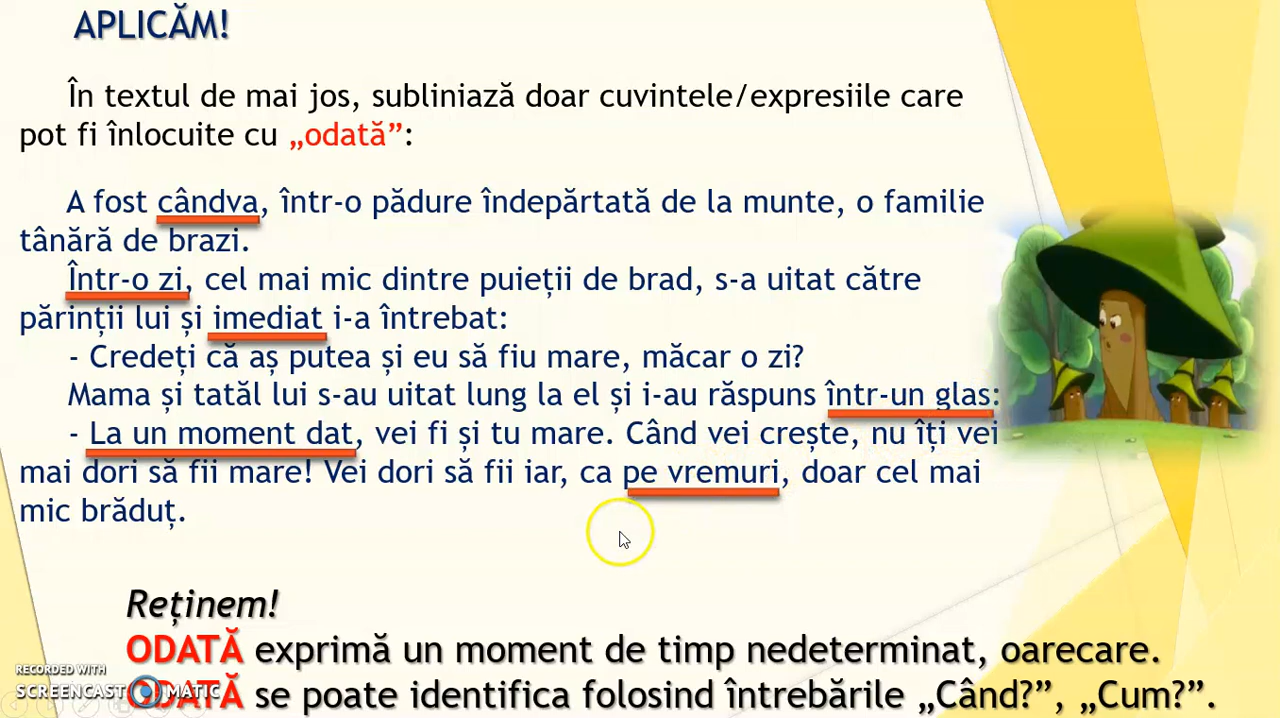 APLICĂM!
În textul de mai jos, subliniază doar cuvintele/expresiile care
pot fi înlocuite cu „odată”:
A fost cândva, într-o pădure îndepărtată de la munte, o familie
tânără de brazi.
Într-o zi, cel mai mic dintre puieții de brad, s-a uitat către
părinții lui și imediat i-a întrebat:
- Credeți că aș putea și eu să fiu mare, măcar o zi?
Mama și tatăl lui s-au uitat lung la el și i-au răspuns într-un glas:
- La un moment dat, vei fi și tu mare. Când vei crește, nu îți vei
mai dori să fii mare! Vei dori să fii iar, ca pe vremuri, doar cel mai
mic brăduț.
Reținem!
ODATĂ exprimă un moment de timp nedeterminat, oarecare.
ODATĂ se poate identifica folosind întrebările „Când?”, „Cum?”.
RECORDED WITH
SCREENCAST MATIC